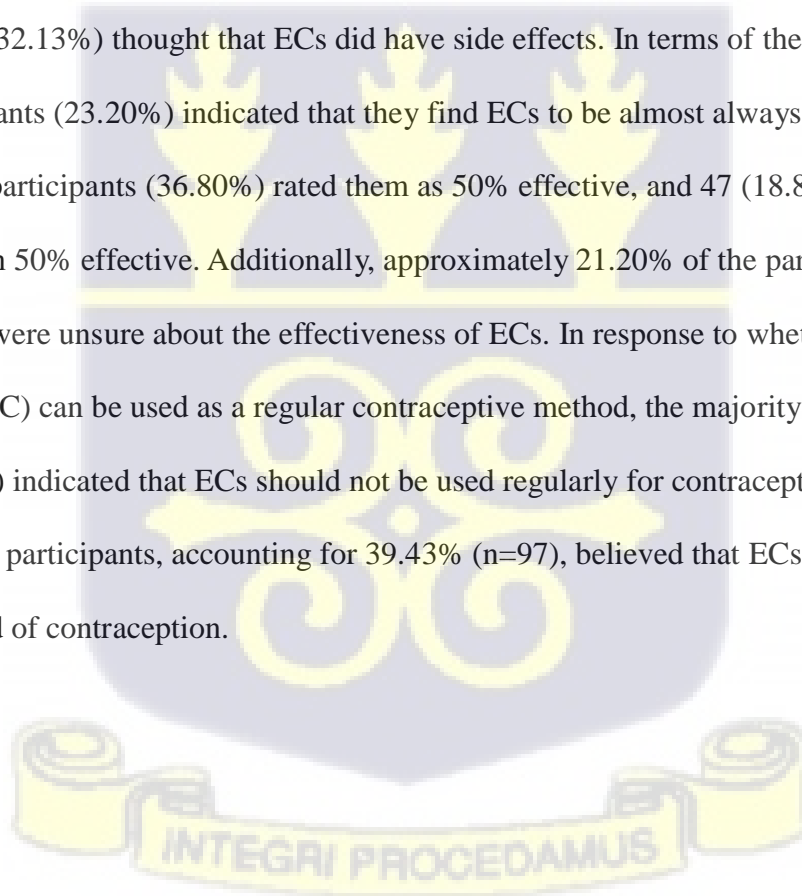 32.13%) thought that ECs did have side effects. In terms of the
ants (23.20%) indicated that they find ECs to be almost always
participants (36.80%) rated them as 50% effective, and 47 (18.8
50% effective. Additionally, approximately 21.20% of the par
were unsure about the effectiveness of ECs. In response to
C) can be used as a regular contraceptive method, the majority
) indicated that ECs should not be used regularly for
participants, accounting for 39.43% (n=97), believed that ECs
of contraception.
INTEGRI PROCEDAMUS